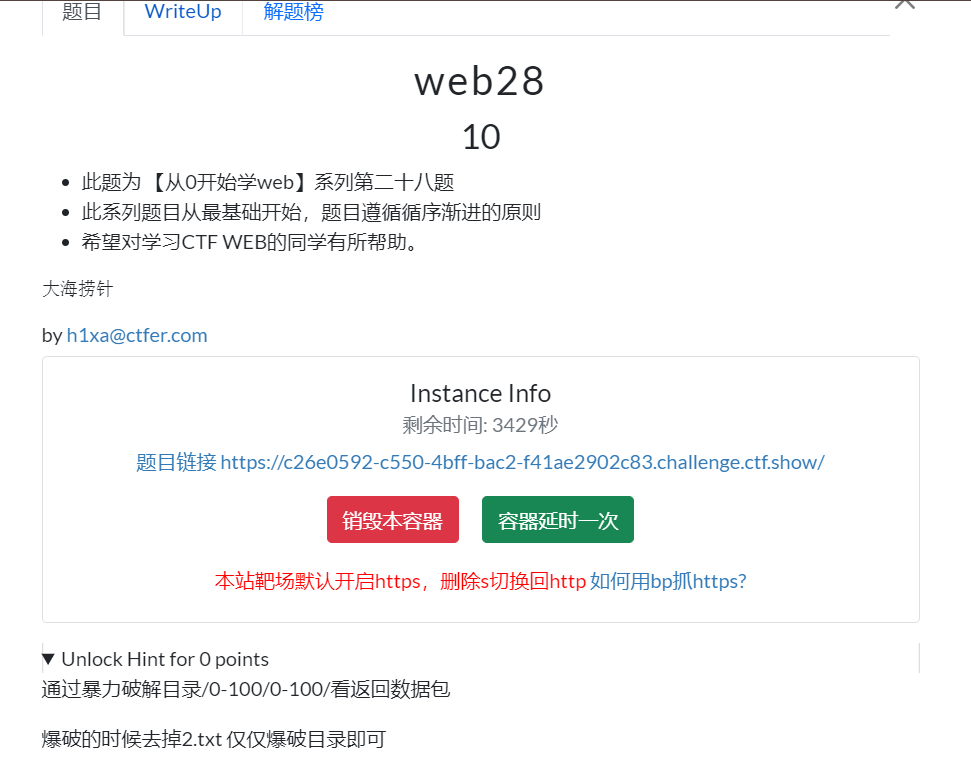 题目 WriteUp 解题榜
web28
10
此题为 【从0开始学web】系列第二十八题
此系列题目从最基础开始，题目遵循循序渐进的原则
希望对学习CTF WEB的同学有所帮助。
大海捞针
by h1xa@ctfer.com
Instance Info
剩余时间: 3429秒
题目链接 https://c26e0592-c550-4bff-bac2-f41ae2902c83.challenge.ctf.show/
销毁本容器 容器延时一次
本站靶场默认开启https，删除s切换回http 如何用bp抓https?
Unlock Hint for 0 points
通过暴力破解目录/0-100/0-100/看返回数据包
爆破的时候去掉2.txt 仅仅爆破目录即可